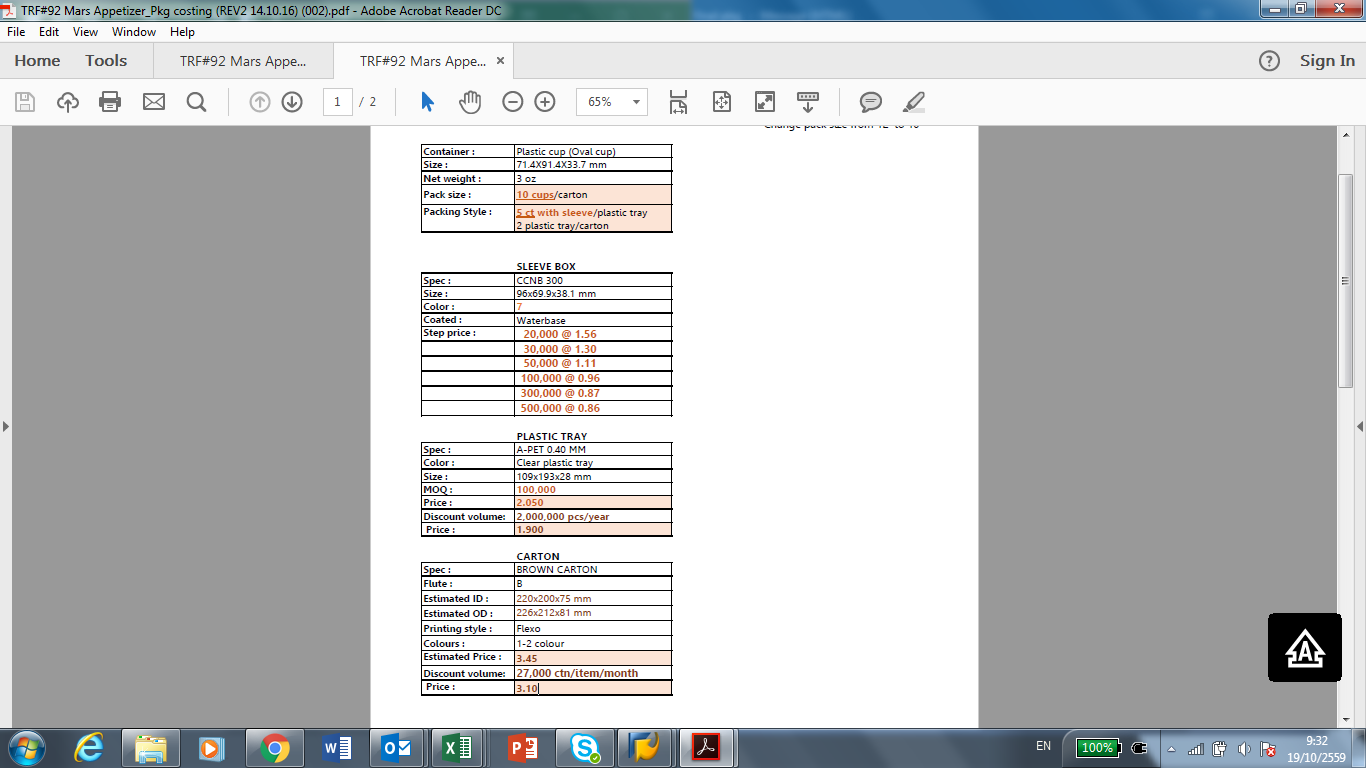 TRF#92 Mars Appetizer_Pkg costing (REV2 14.10.16) (002).pdf - Adobe Acrobat Reader DC
File Edit View Window Help
Home Tools TRF#92 Mars Appe... TRF#92 Mars Appe... × ? Sign In
1 / 2 65%
Change pack size from 12 to 10
Container : Plastic cup (Oval cup)
Size : 71.4X91.4X33.7 mm
Net weight : 3 oz
Pack size : 10 cups/carton
Packing Style : 5 ct with sleeve/plastic tray
2 plastic tray/carton
SLEEVE BOX
Spec : CCNB 300
Size : 96x69.9x38.1 mm
Color : 7
Coated : Waterbase
Step price : 20,000 @ 1.56
30,000 @ 1.30
50,000 @ 1.11
100,000 @ 0.96
300,000 @ 0.87
500,000 @ 0.86
PLASTIC TRAY
Spec : A-PET 0.40 MM
Color : Clear plastic tray
Size : 109x193x28 mm
MOQ : 100,000
Price : 2.050
Discount volume: 2,000,000 pcs/year
Price : 1.900
CARTON
Spec : BROWN CARTON
Flute : B
Estimated ID : 220x200x75 mm
Estimated OD : 226x212x81 mm
Printing style : Flexo
Colours : 1-2 colour
Estimated Price : 3.45
Discount volume: 27,000 ctn/item/month
Price : 3.10
A
EN 100% 9:32
19/10/2559